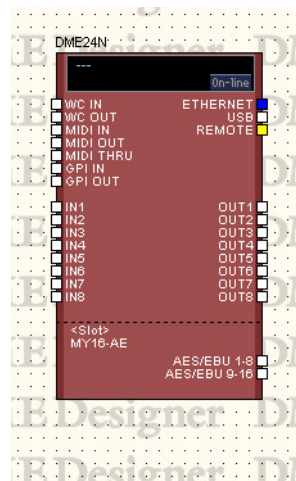 DME24N
---
On-line
WC IN ETHERNET
WC OUT USB
MIDI IN REMOTE
MIDI OUT
MIDI THRU
GPI IN
GPI OUT
IN1 OUT1
IN2 OUT2
IN3 OUT3
IN4 OUT4
IN5 OUT5
IN6 OUT6
IN7 OUT7
IN8 OUT8
<Slot>
MY16-AE
AES/EBU 1-8
AES/EBU 9-16
E Designer D